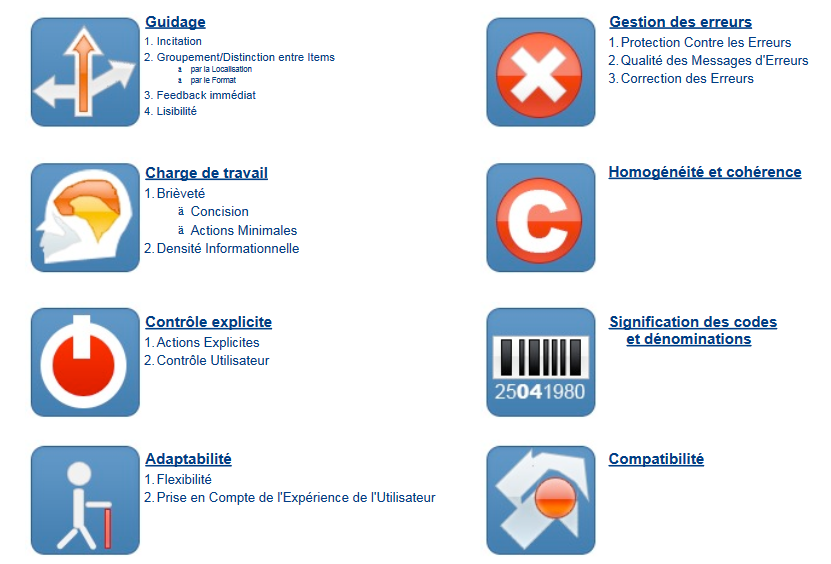 Guidage
1. Incitation
2. Groupement/Distinction entre Items
ä par la Localisation
ä par le Format
3. Feedback immédiat
4. Lisibilité
Charge de travail
1. Brièveté
ä Concision
ä Actions Minimales
2. Densité Informationnelle
Contrôle explicite
1. Actions Explicites
2. Contrôle Utilisateur
Adaptabilité
1. Flexibilité
2. Prise en Compte de l'Expérience de l'Utilisateur
Gestion des erreurs
1. Protection Contre les Erreurs
2. Qualité des Messages d'Erreurs
3. Correction des Erreurs
C
Homogénéité et cohérence
25041980
Signification des codes
et dénominations
Compatibilité